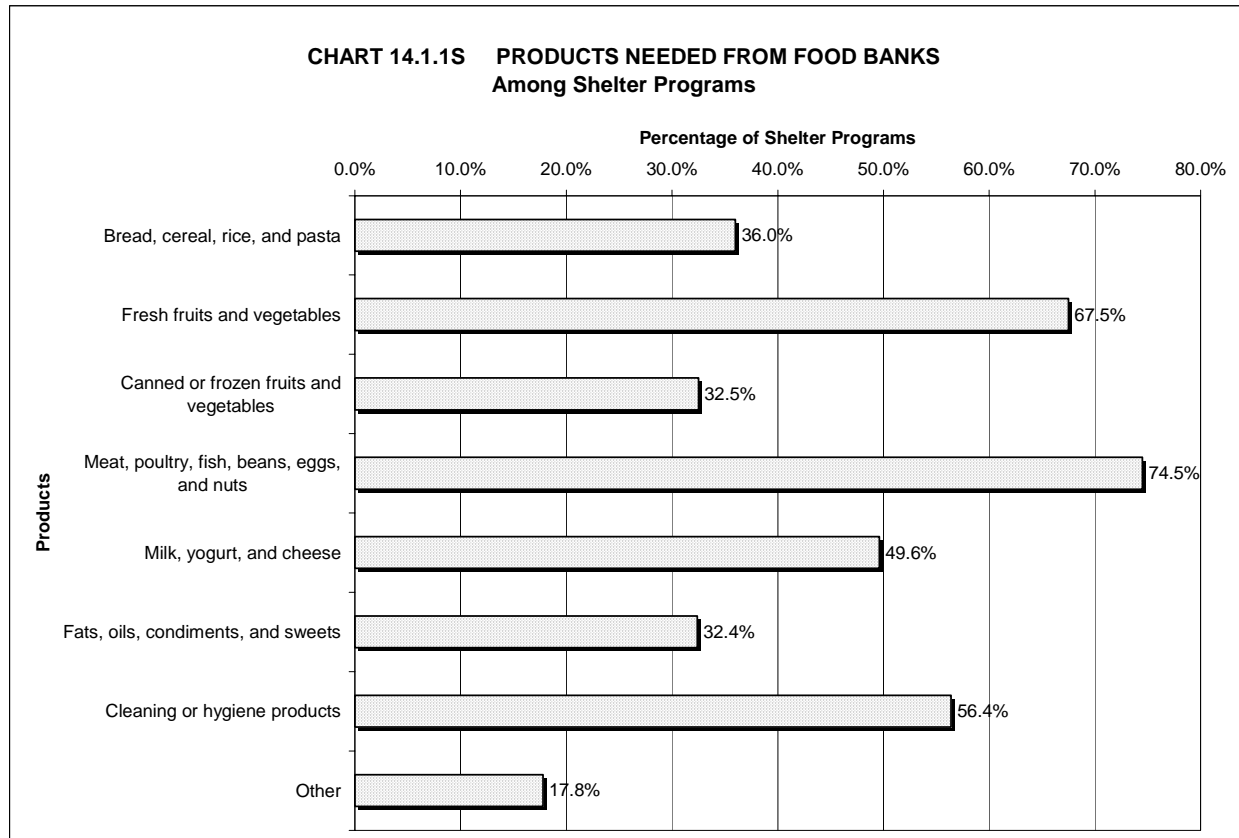 CHART 14.1.1S PRODUCTS NEEDED FROM FOOD BANKS
Among Shelter Programs
Percentage of Shelter Programs
0.0% 10.0% 20.0% 30.0% 40.0% 50.0% 60.0% 70.0% 80.0%
Bread, cereal, rice, and pasta 36.0%
Fresh fruits and vegetables 67.5%
Canned or frozen fruits and
vegetables 32.5%
Meat, poultry, fish, beans, eggs,
and nuts 74.5%
Milk, yogurt, and cheese 49.6%
Fats, oils, condiments, and sweets 32.4%
Cleaning or hygiene products 56.4%
Other 17.8%
Products